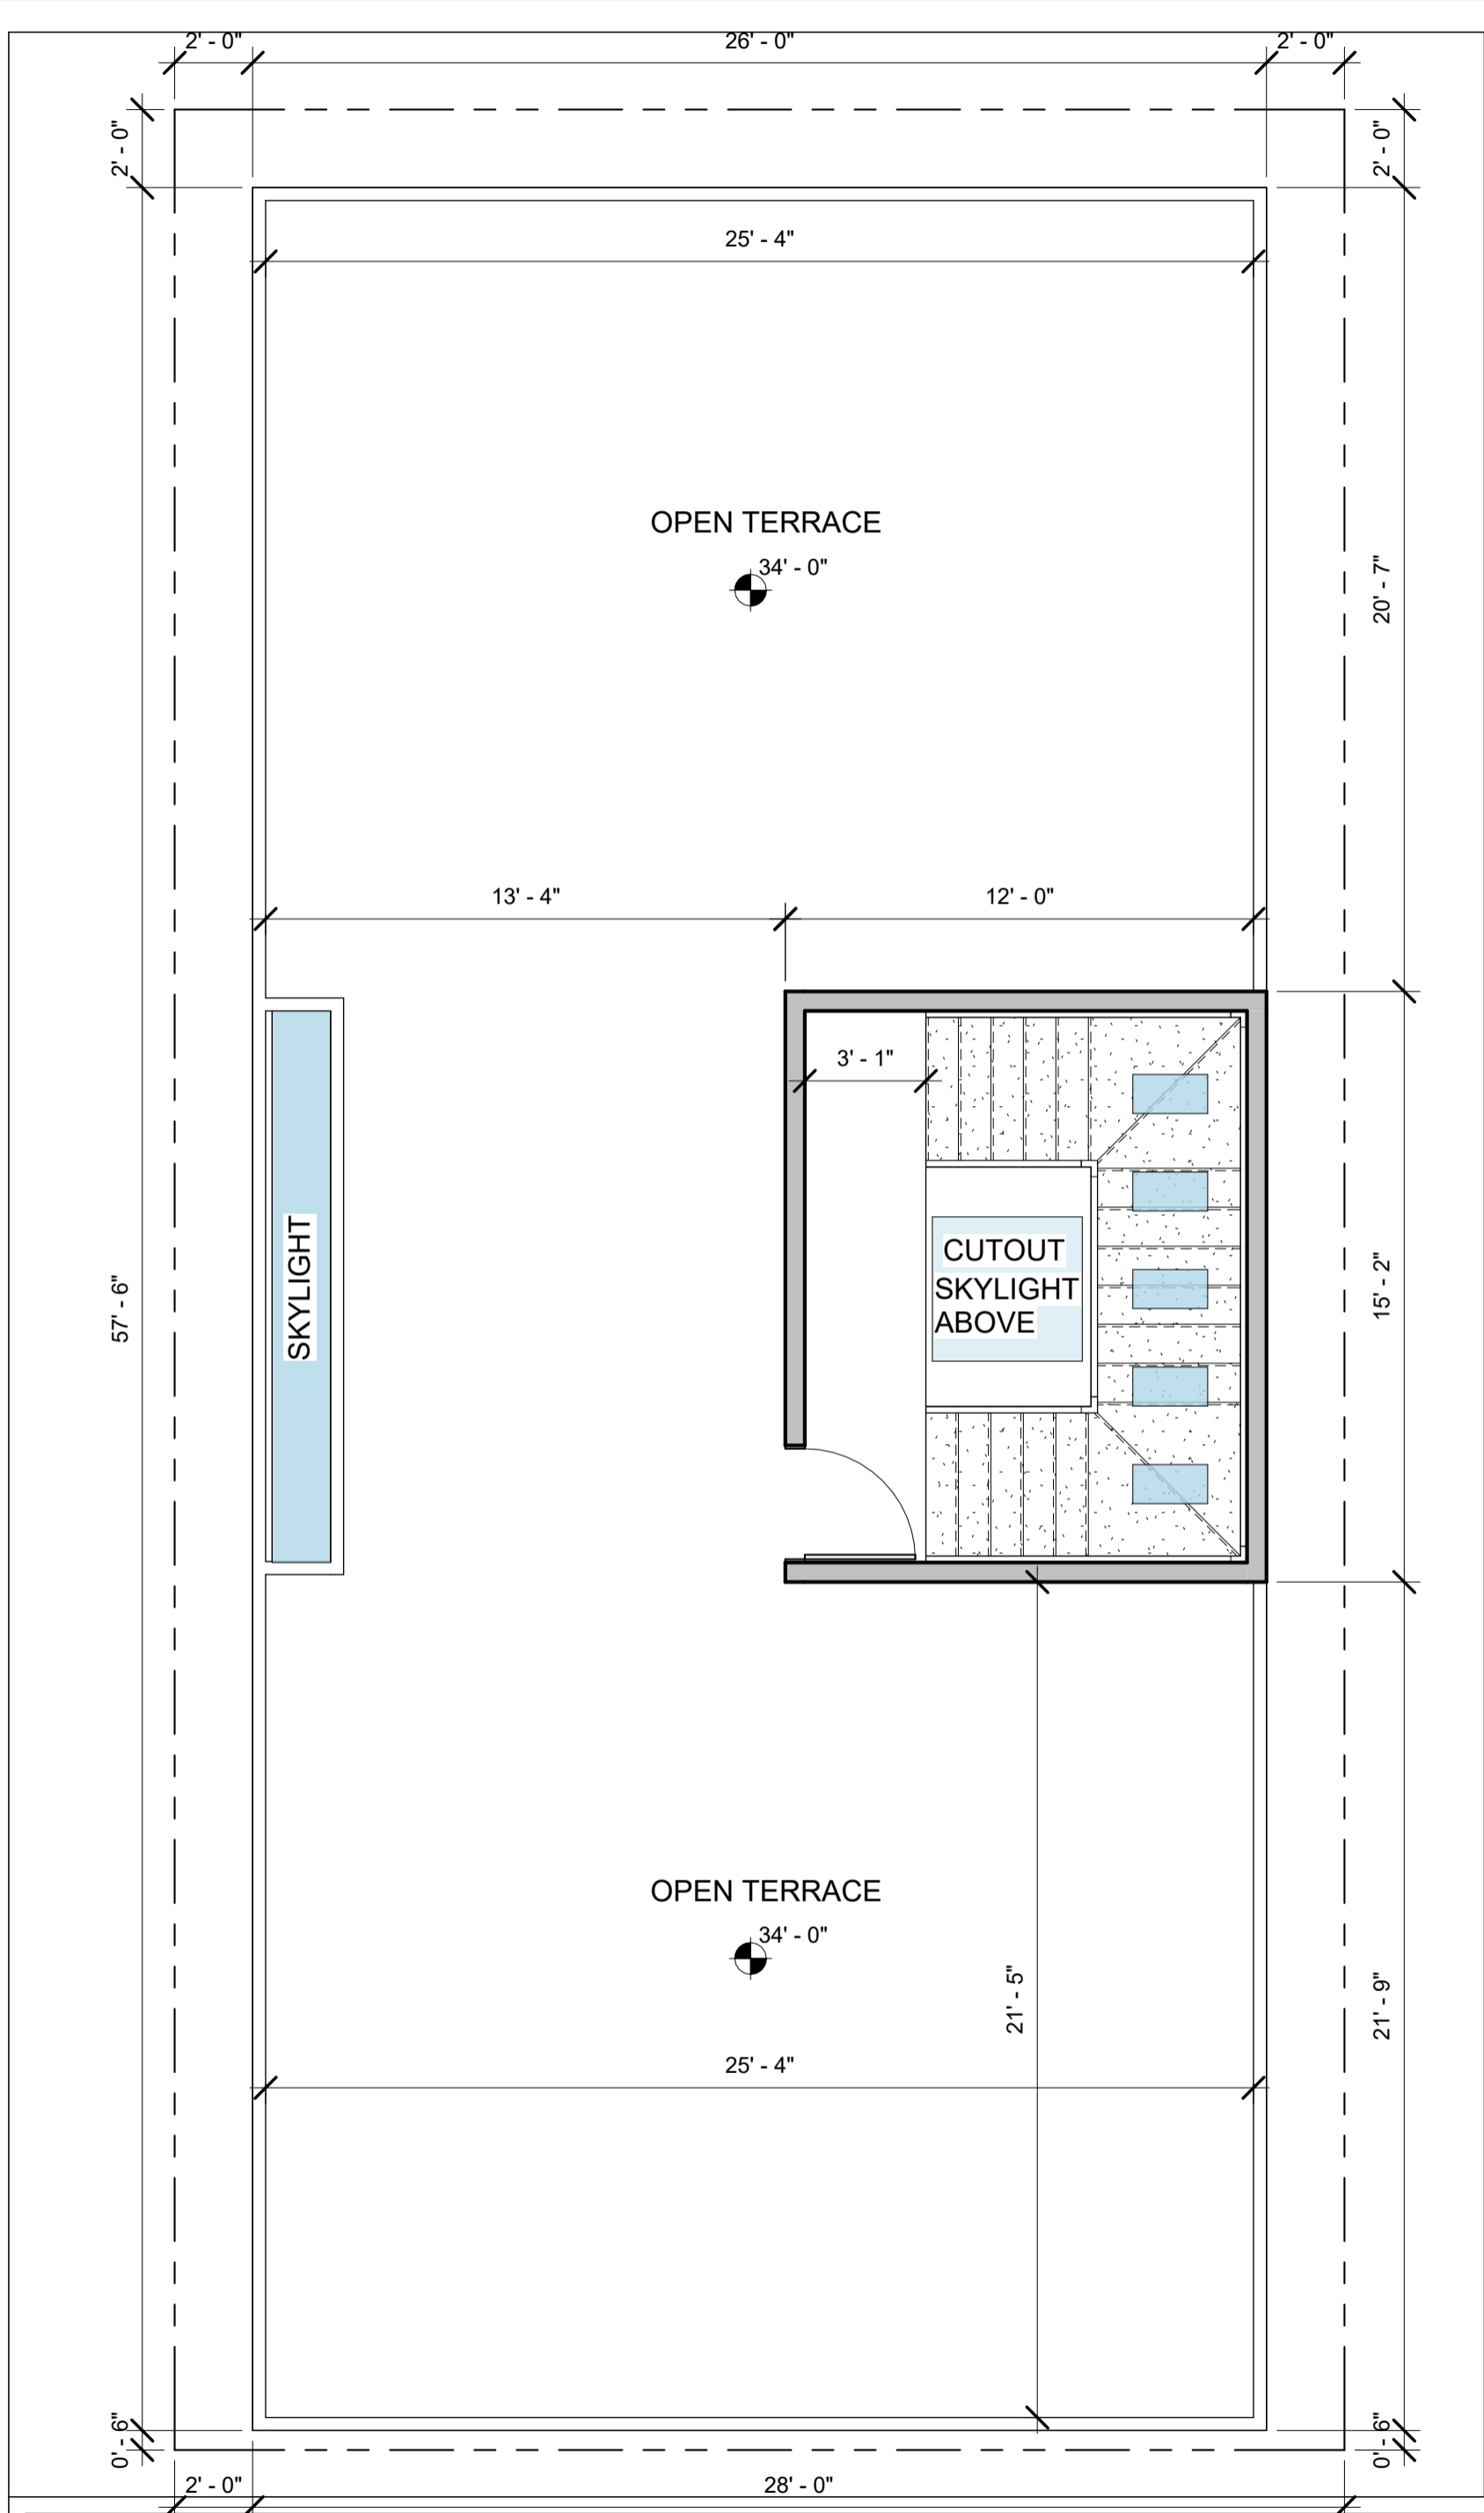 2' - 0"
26' - 0"
2' - 0"
2' - 0"
2' - 0"
25' - 4"
OPEN TERRACE
34' - 0"
20' - 7"
13' - 4"
12' - 0"
3' - 1"
SKYLIGHT
CUTOUT
SKYLIGHT
ABOVE
57' - 6"
15' - 2"
OPEN TERRACE
34' - 0"
21' - 5"
21' - 9"
25' - 4"
0' - 6"
0' - 6"
2' - 0"
28' - 0"